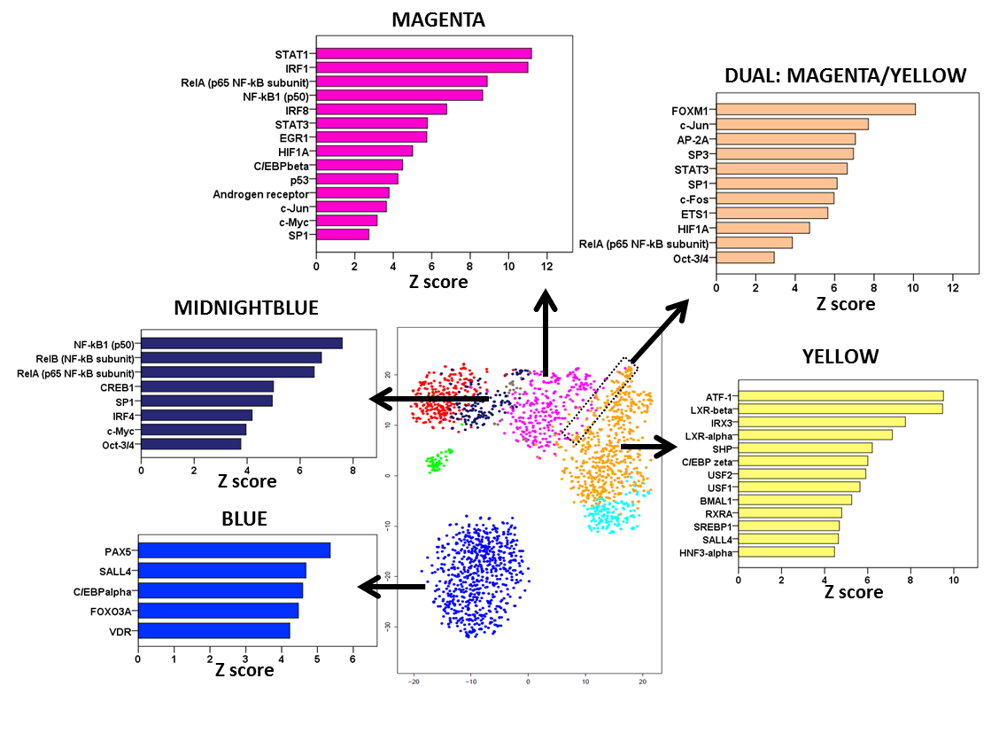 MAGENTA
STAT1
IRF1
RelA (p65 NF-kB subunit)
NF-kB1 (p50)
IRF8
STAT3
EGR1
HIF1A
C/EBPbeta
p53
Androgen receptor
c-Jun
c-Myc
SP1
0 2 4 6 8 10 12
Z score
DUAL: MAGENTA/YELLOW
FOXM1
c-Jun
AP-2A
SP3
STAT3
SP1
c-Fos
ETS1
HIF1A
RelA (p65 NF-kB subunit)
Oct-3/4
0 2 4 6 8 10 12
Z score
MIDNIGHTBLUE
NF-kB1 (p50)
RelB (NF-kB subunit)
RelA (p65 NF-kB subunit)
CREB1
SP1
IRF4
c-Myc
Oct-3/4
0 2 4 6 8
Z score
YELLOW
ATF-1
LXR-beta
IRX3
LXR-alpha
SHP
C/EBP zeta
USF2
USF1
BMAL1
RXRA
SREBP1
SALL4
HNF3-alpha
0 2 4 6 8 10
Z score
BLUE
PAX5
SALL4
C/EBPalpha
FOXO3A
VDR
0 1 2 3 4 5 6
Z score
20
10
0
−10
−20
−30
−20 −10 0 10 20